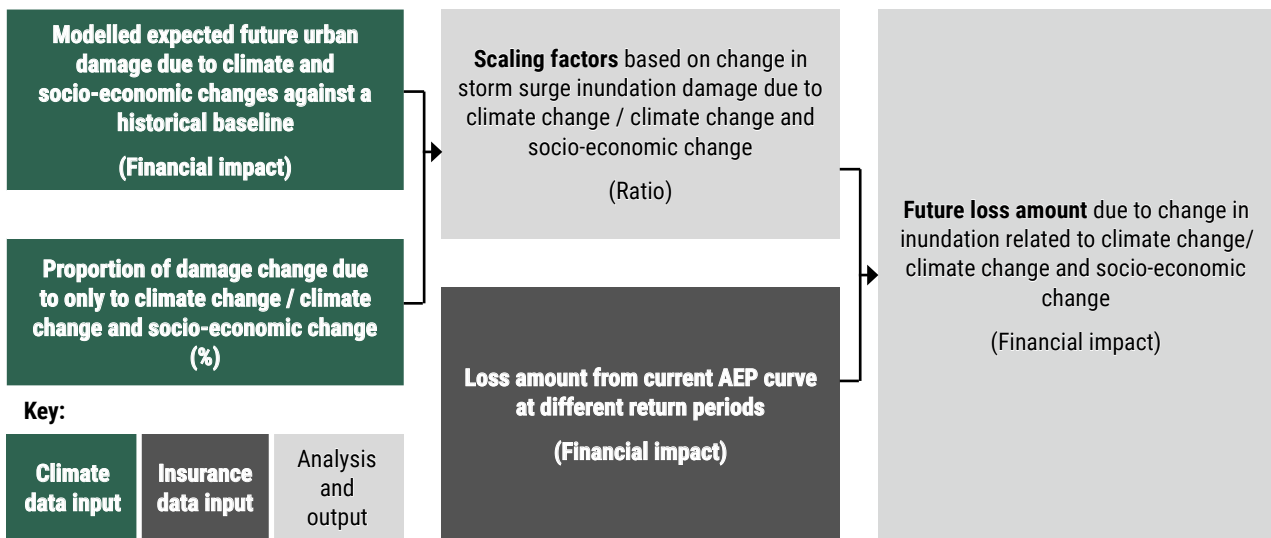 Modelled expected future urban
damage due to climate and
socio-economic changes against a
historical baseline
(Financial impact)
Proportion of damage change due
to only to climate change / climate
change and socio-economic change
(%)
Key:
Climate
data input
Insurance
data input
Analysis
and
output
Scaling factors based on change in
storm surge inundation damage due to
climate change / climate change and
socio-economic change
(Ratio)
Loss amount from current AEP curve
at different return periods
(Financial impact)
Future loss amount due to change in
inundation related to climate change/
climate change and socio-economic
change
(Financial impact)